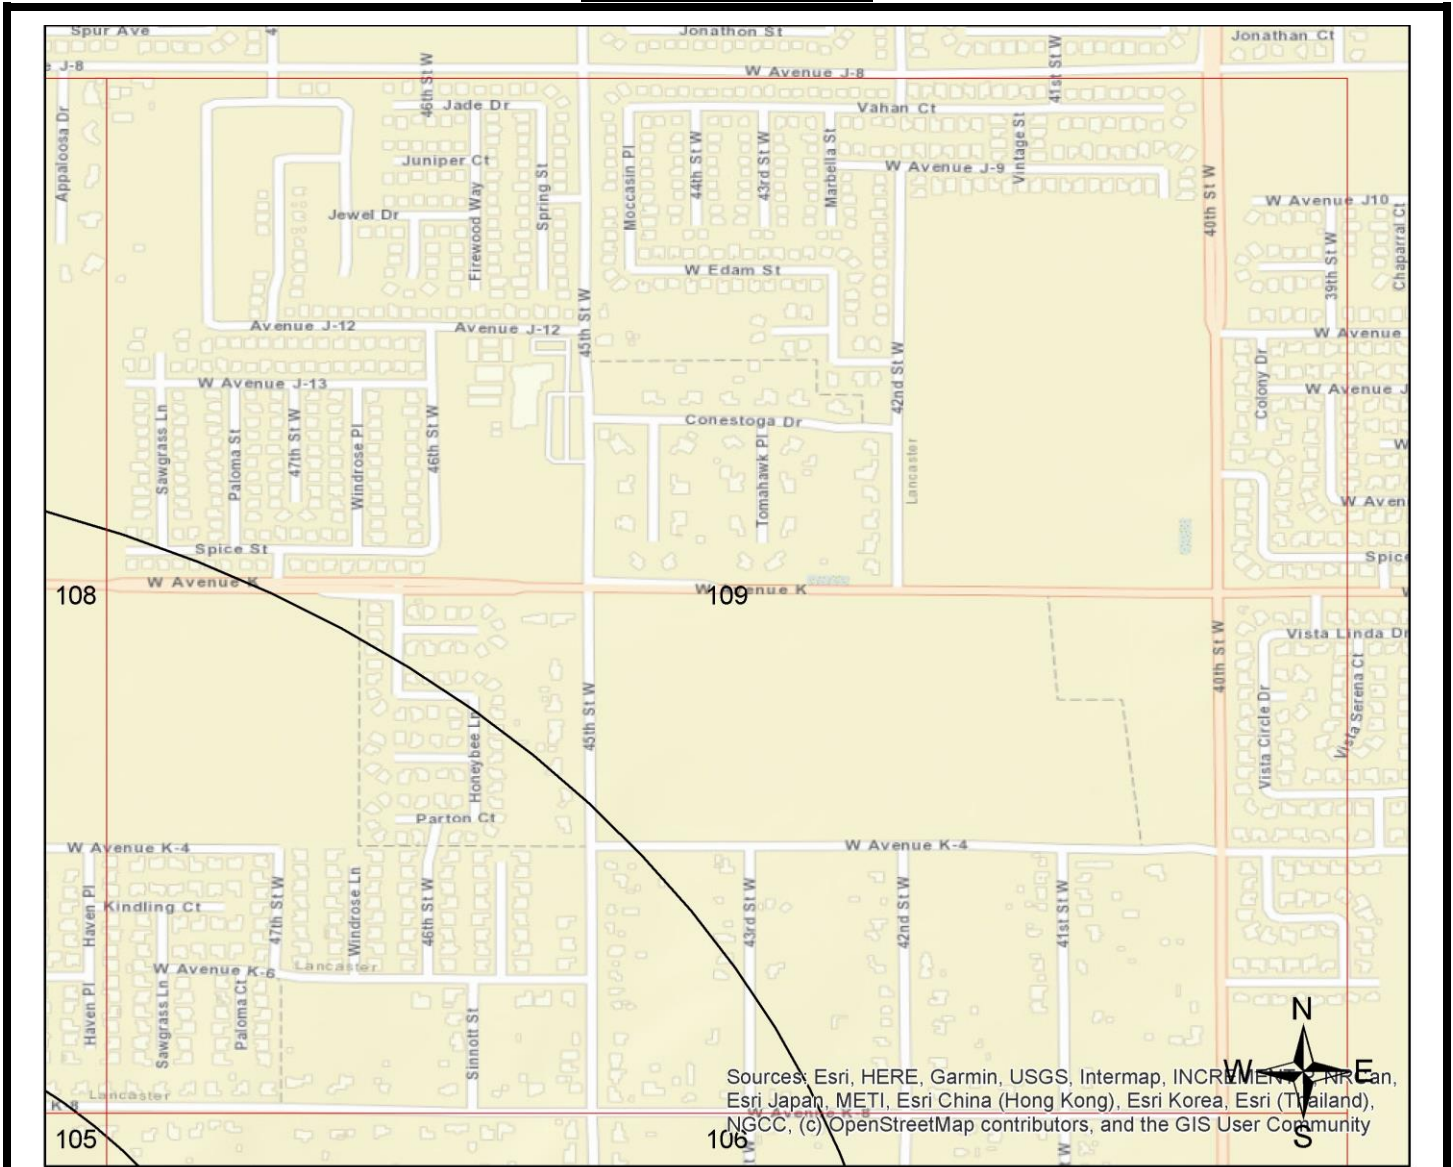 Spur Ave
4
Jonathon St
Jonathan Ct
e J-8
W Avenue J-8
46th St W
41st St W
Jade Dr
Vahan Ct
Appaloosa Dr
Juniper Ct
Moccasin Pl
44th St W
43rd St W
Marbella St
Vintage St
W Avenue J-9
40th St W
W Avenue J10
Spring St
Firewood Way
Jewel Dr
39th St W
Chaparral Ct
W Edam St
Avenue J-12
Avenue J-12
45th St W
W Avenue
W Avenue J-13
42nd St W
Colony Dr
W Avenue J
Conestoga Dr
Sawgrass Ln
Paloma St
47th St W
Windrose Pl
46th St W
Tomahawk Pl
Lancaster
W
W Aven
Spice St
Spice
W Avenue K
W Avenue K
W
108
109
40th St W
Vista Linda Dr
Vista Serena Ct
Vista Circle Dr
45th St W
Honeybee Ln
Parton Ct
W Avenue K-4
W Avenue K-4
Haven Pl
Kindling Ct
47th St W
Windrose Ln
46th St W
43rd St W
42nd St W
41st St W
W Avenue K-6
Lancaster
Haven Pl
Sawgrass Ln
Paloma Ct
Sinnott St
N
W
E
S
Lancaster
K-8
W Avenue K-8
Sources: Esri, HERE, Garmin, USGS, Intermap, INCREMENT P, NRCan,
Esri Japan, METI, Esri China (Hong Kong), Esri Korea, Esri (Thailand),
NGCC, (c) OpenStreetMap contributors, and the GIS User Community
105
106
t W
t W